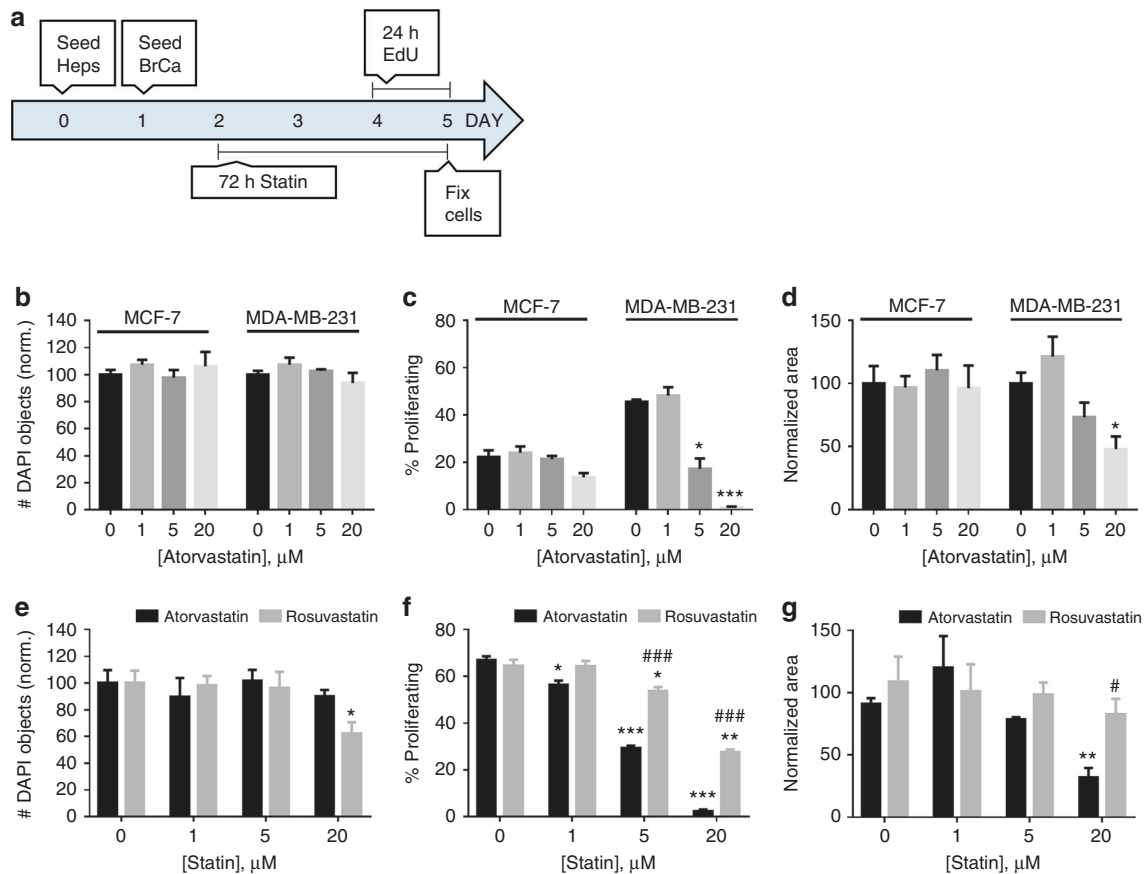 a
Seed
Heps
Seed
BrCa
24 h
EdU
0 1 2 3 4 5 DAY
72 h Statin
Fix
cells
b
MCF-7 MDA-MB-231
# DAPI objects (norm.)
140
120
100
80
60
40
20
0
0 1 5 20 0 1 5 20
[Atorvastatin], μM
c
MCF-7 MDA-MB-231
% Proliferating
80
60
40
20
0
*
***
0 1 5 20 0 1 5 20
[Atorvastatin], μM
d
MCF-7 MDA-MB-231
Normalized area
150
100
50
0
*
0 1 5 20 0 1 5 20
[Atorvastatin], μM
e
Atorvastatin Rosuvastatin
# DAPI objects (norm.)
140
120
100
80
60
40
20
0
*
0 1 5 20
[Statin], μM
f
Atorvastatin Rosuvastatin
% Proliferating
80
60
40
20
0
*
***
###
*
***
###
**
0 1 5 20
[Statin], μM
g
Atorvastatin Rosuvastatin
Normalized area
150
100
50
0
**
#
0 1 5 20
[Statin], μM